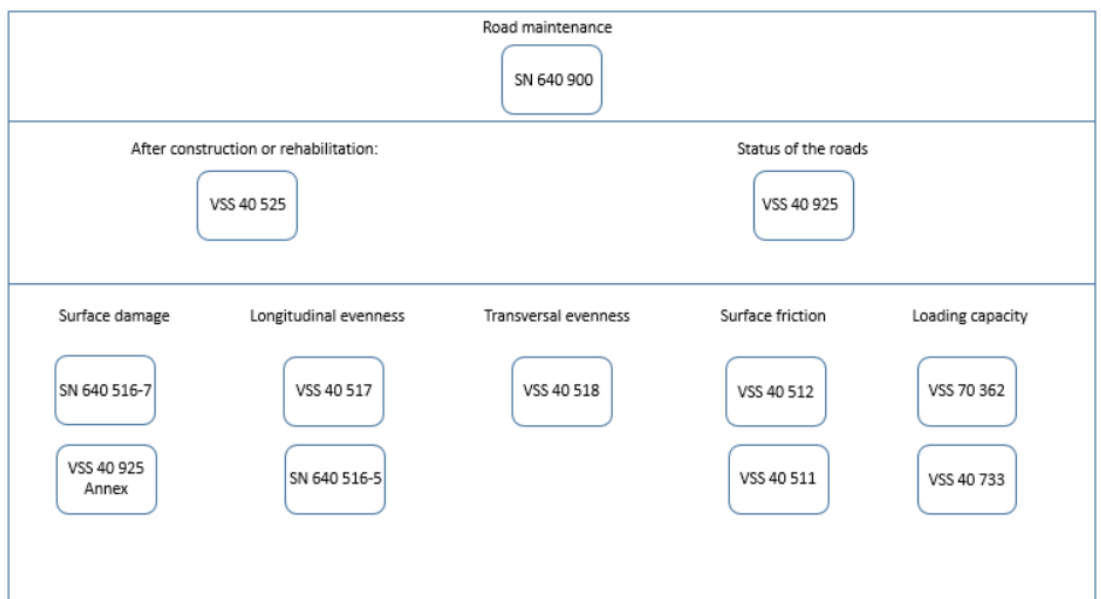 Road maintenance
SN 640 900
After construction or rehabilitation:
Status of the roads
VSS 40 525
VSS 40 925
Surface damage
Longitudinal evenness
Transversal evenness
Surface friction
Loading capacity
SN 640 516-7
VSS 40 517
VSS 40 518
VSS 40 512
VSS 70 362
VSS 40 925
Annex
SN 640 516-5
VSS 40 511
VSS 40 733